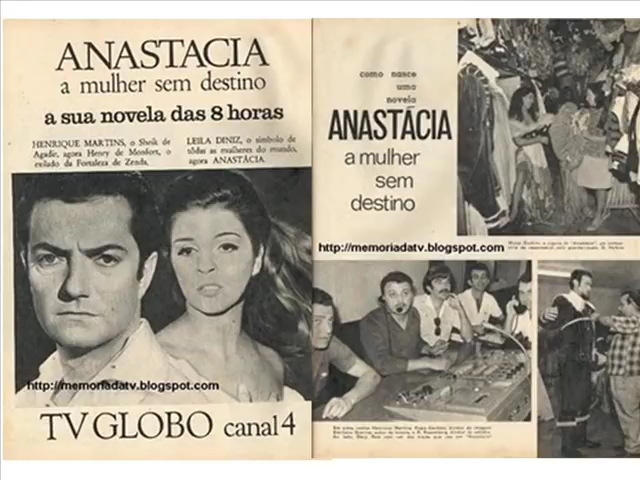 ANASTACIA
a mulher sem destino
a sua novela das 8 horas
HENRIQUE MARTINS, o Sheik de
Agadir, agora Henry de Monfort, o
exilado da Fortaleza de Zenda,
LEILA DINIZ, o símbolo de
tôdas as mulheres do mundo,
agora ANASTÁCIA.
http://memoriadatv.blogspot.com
TV GLOBO canal 4
como nasce
uma
novela
ANASTÁCIA
a mulher
sem
destino
http://memoriadatv.blogspot.com